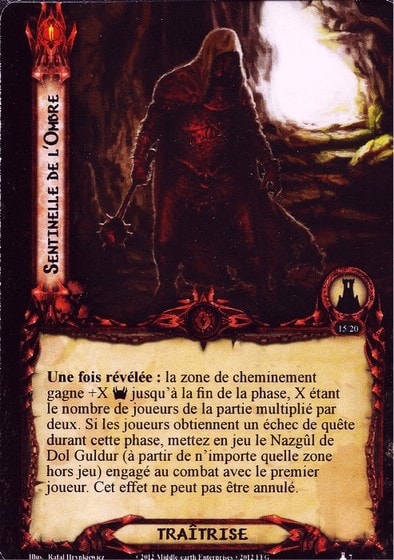 SENTINELLE DE L'OMBRE
15/20
Une fois révélée : la zone de cheminement
gagne +X jusqu'à la fin de la phase, X étant
le nombre de joueurs de la partie multiplié par
deux. Si les joueurs obtiennent un échec de quête
durant cette phase, mettez en jeu le Nazgûl de
Dol Guldur (à partir de n'importe quelle zone
hors jeu) engagé au combat avec le premier
joueur. Cet effet ne peut pas être annulé.
TRAÎTRISE
Illus. Rafał Hrynkiewicz • 2012 Middle-earth Enterprises • 2012 FFG 7